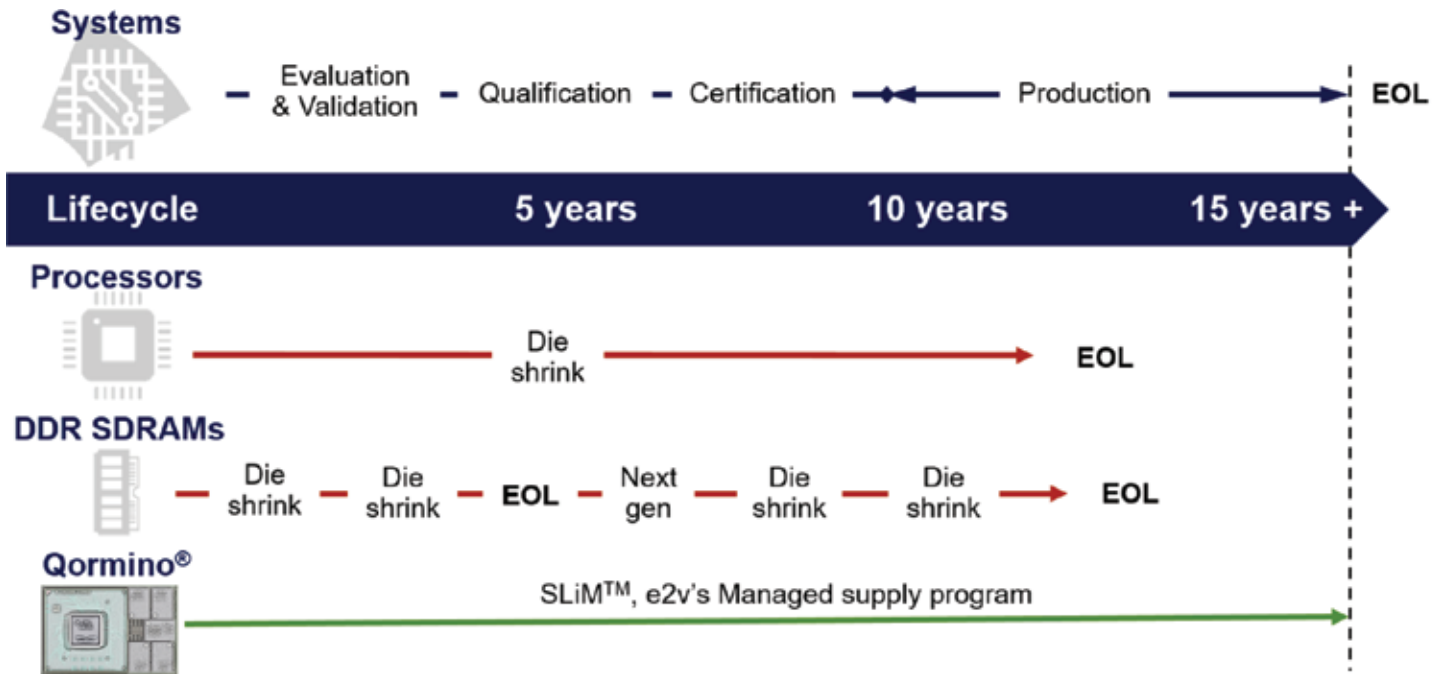 Systems
Evaluation
& Validation
Qualification
Certification
Production
EOL
Lifecycle
5 years
10 years
15 years +
Processors
Die
shrink
EOL
DDR SDRAMs
Die
shrink
Die
shrink
EOL
Next
gen
Die
shrink
Die
shrink
EOL
Qormino®
SLiM™, e2v's Managed supply program